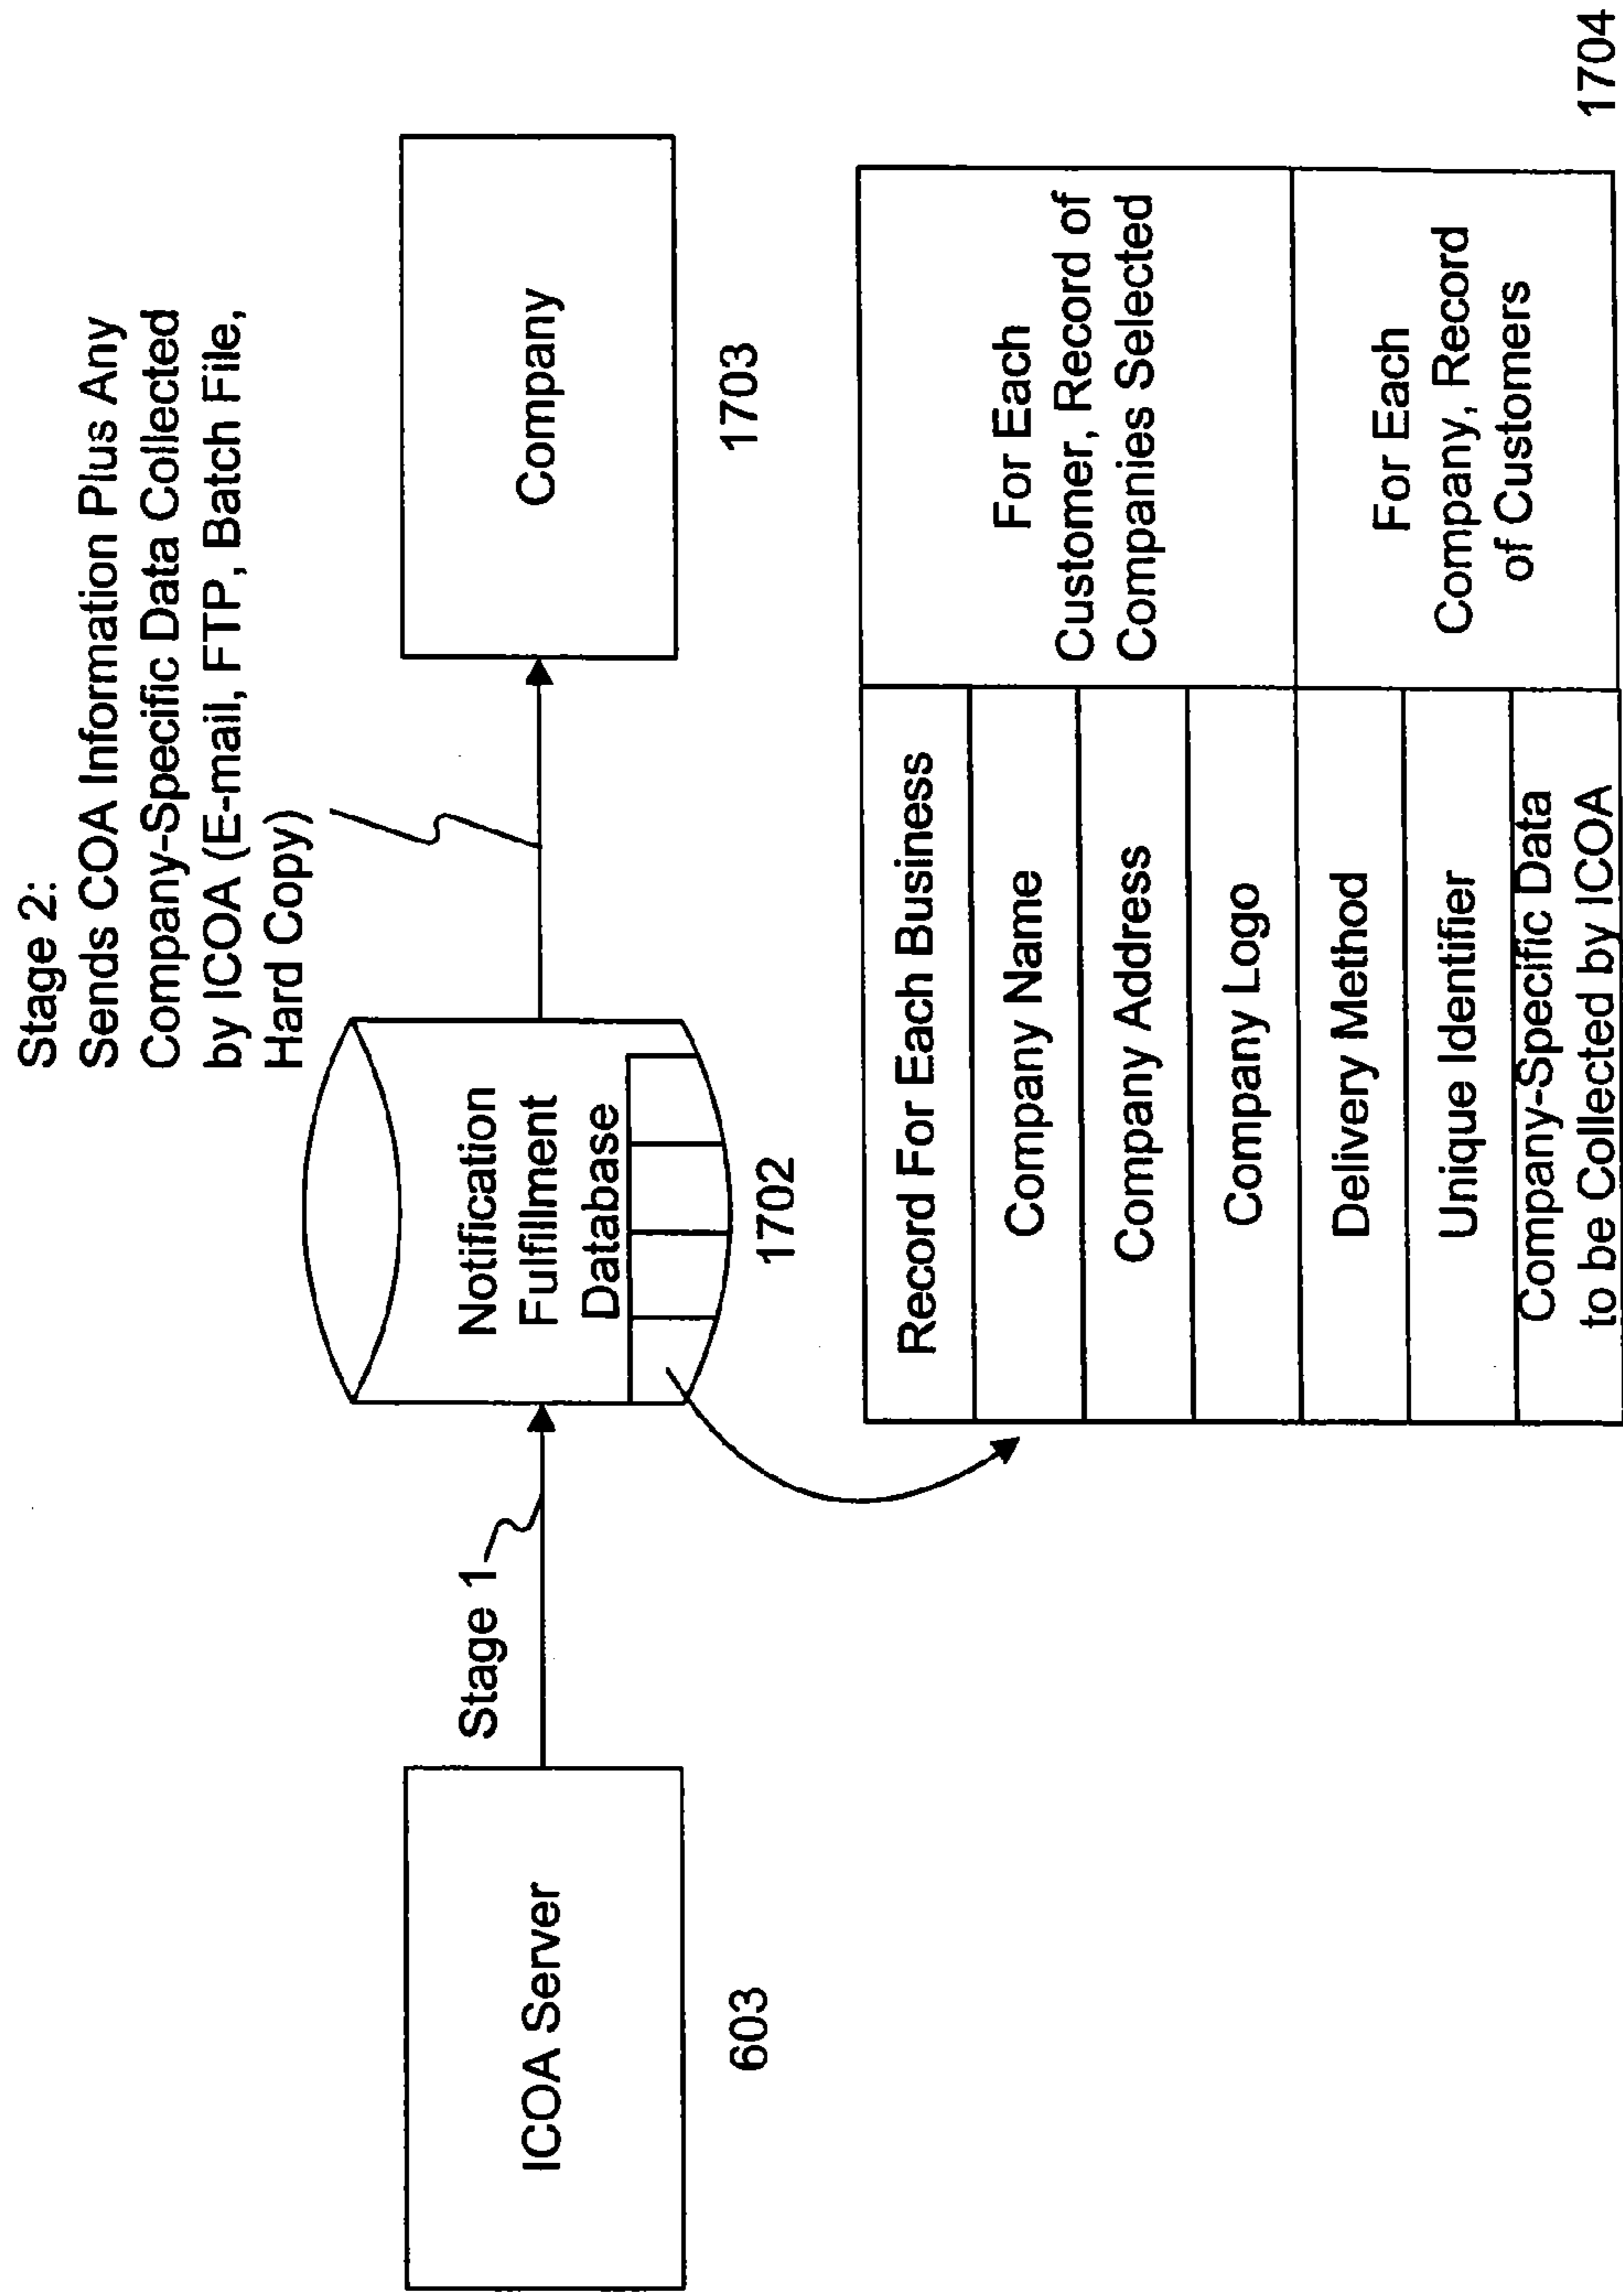 Stage 2:
Sends COA Information Plus Any
Company-Specific Data Collected
by ICOA (E-mail, FTP, Batch File,
Hard Copy)
Stage 1
ICOA Server
603
Notification
Fulfillment
Database
1702
Company
1703
Record For Each Business
Company Name
Company Address
Company Logo
Delivery Method
Unique Identifier
Company-Specific Data
to be Collected by ICOA
For Each
Customer, Record of
Companies Selected
For Each
Company, Record
of Customers
1704